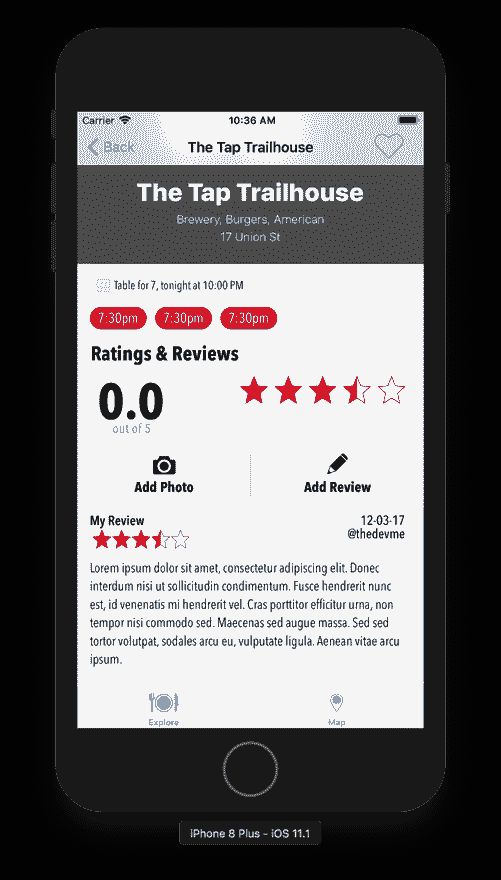 Carrier 10:36 AM
Back The Tap Trailhouse
The Tap Trailhouse
Brewery, Burgers, American
17 Union St
Table for 7, tonight at 10:00 PM
7:30pm 7:30pm 7:30pm
Ratings & Reviews
0.0
out of 5
Add Photo Add Review
My Review 12-03-17
@thedevme
Lorem ipsum dolor sit amet, consectetur adipiscing elit. Donec
interdum nisi ut sollicitudin condimentum. Fusce hendrerit nunc
est, id venenatis mi hendrerit vel. Cras porttitor efficitur urna, non
tempor nisi commodo sed. Maecenas sed augue massa. Sed sed
tortor volutpat, sodales arcu eu, vulputate ligula. Aenean vitae arcu
ipsum.
Explore Map
iPhone 8 Plus - iOS 11.1